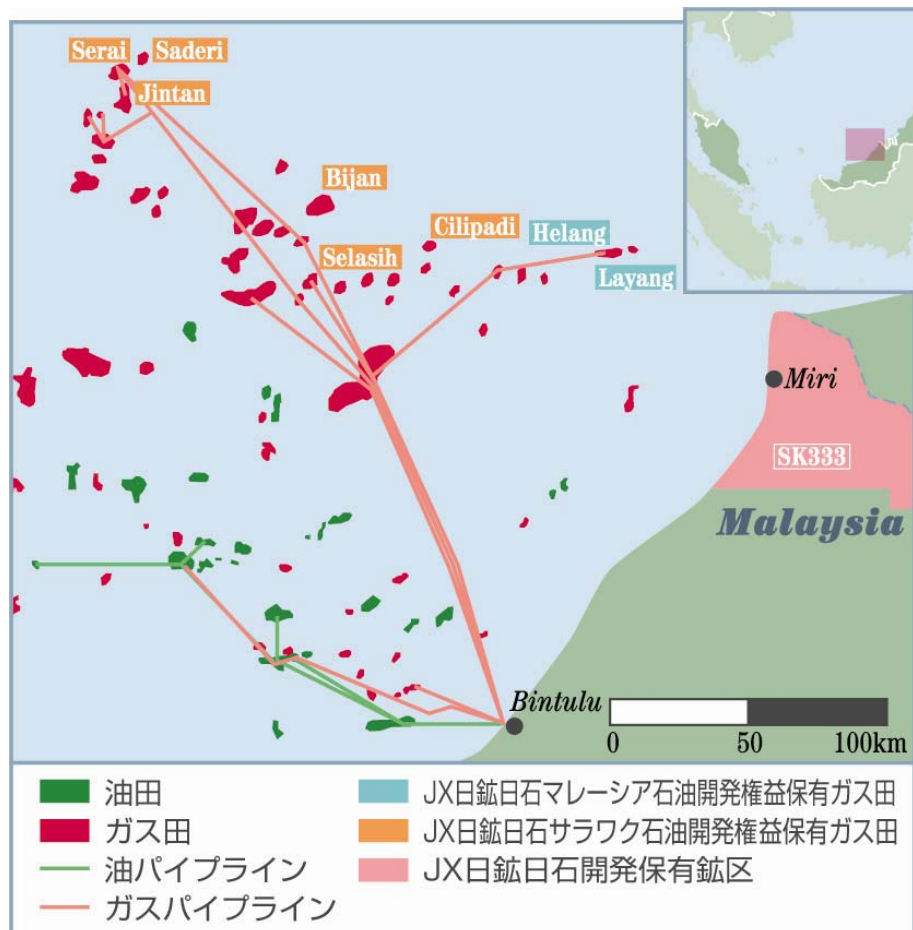 Serai
Saderi
Jintan
Bijan
Cilipadi
Helang
Selasih
Layang
Miri
SK333
Malaysia
Bintulu
0 50 100km
油田
ガス田
油パイプライン
ガスパイプライン
JX日鉱日石マレーシア石油開発権益保有ガス田
JX日鉱日石サラワク石油開発権益保有ガス田
JX日鉱日石開発保有鉱区